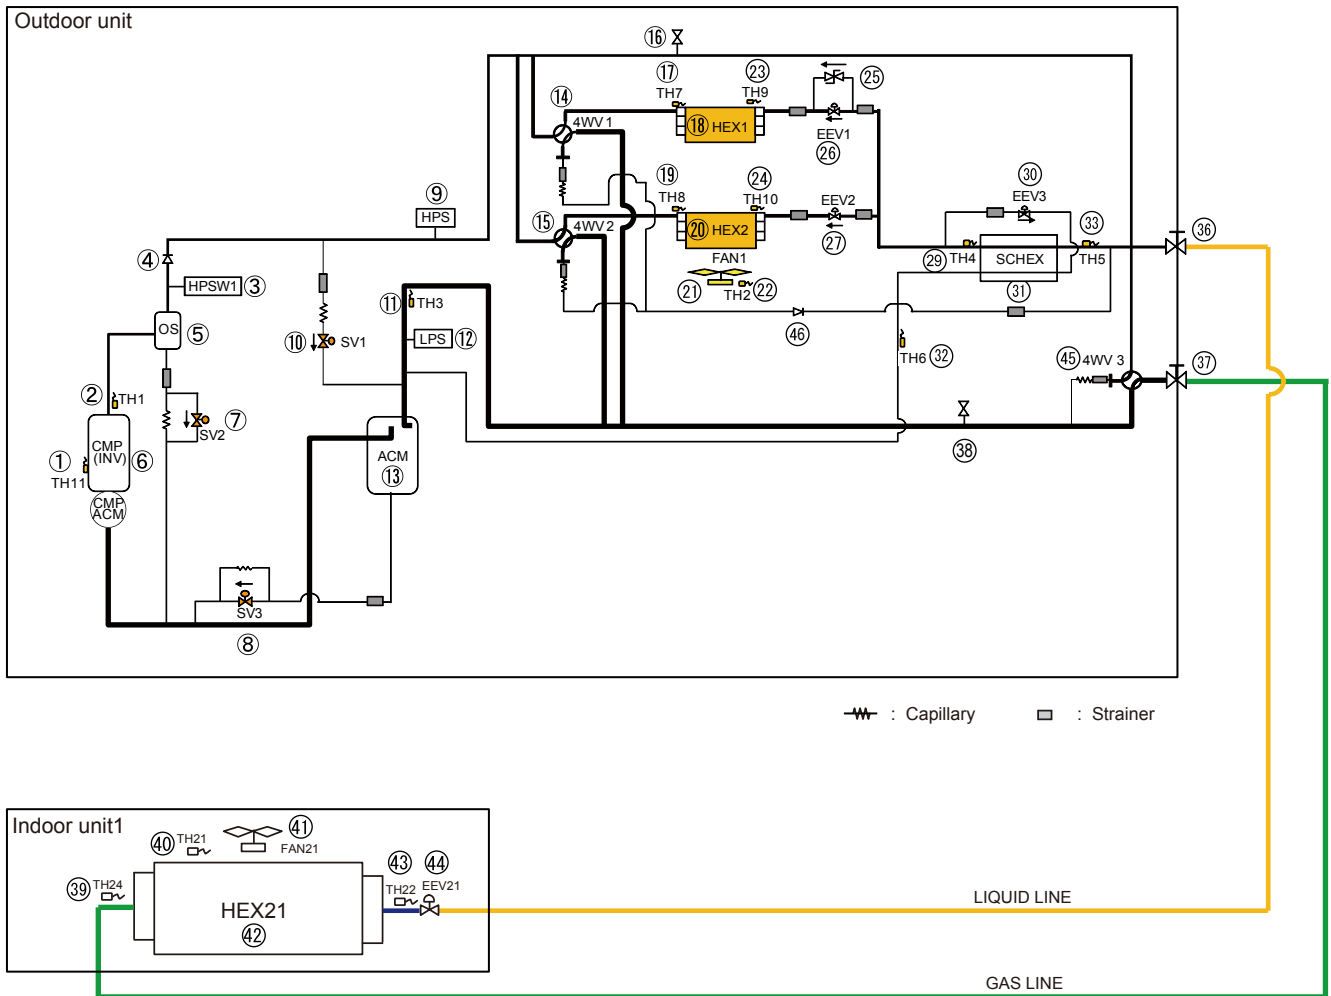 Outdoor unit
⑯
⑰ ㉓
TH7 TH9 ㉕
⑭
4WV 1
⑱ HEX1
EEV1
㉖
⑲ ㉔
TH8 TH10 EEV2
㉚
EEV3
⑨
HPS
⑮
4WV 2
⑳ HEX2
㉗
㉝
㊱
④
FAN1
㉙ TH4 SCHEX TH5
HPSW1 ③
⑪ TH3
㉑ TH2 ㉒
㉛
OS ⑤
⑩ SV1
LPS ⑫
㊻
TH6 ㉜
㊺ 4WV 3 ㊲
② TH1
⑦
SV2
CMP
(INV) ⑥
①
TH11
CMP
ACM
ACM
⑬
㊳
SV3
⑧
: Capillary : Strainer
Indoor unit1
㊵ TH21 ㊶
FAN21
㊴ TH24
㊸ ㊹
TH22 EEV21
HEX21
㊷
LIQUID LINE
GAS LINE